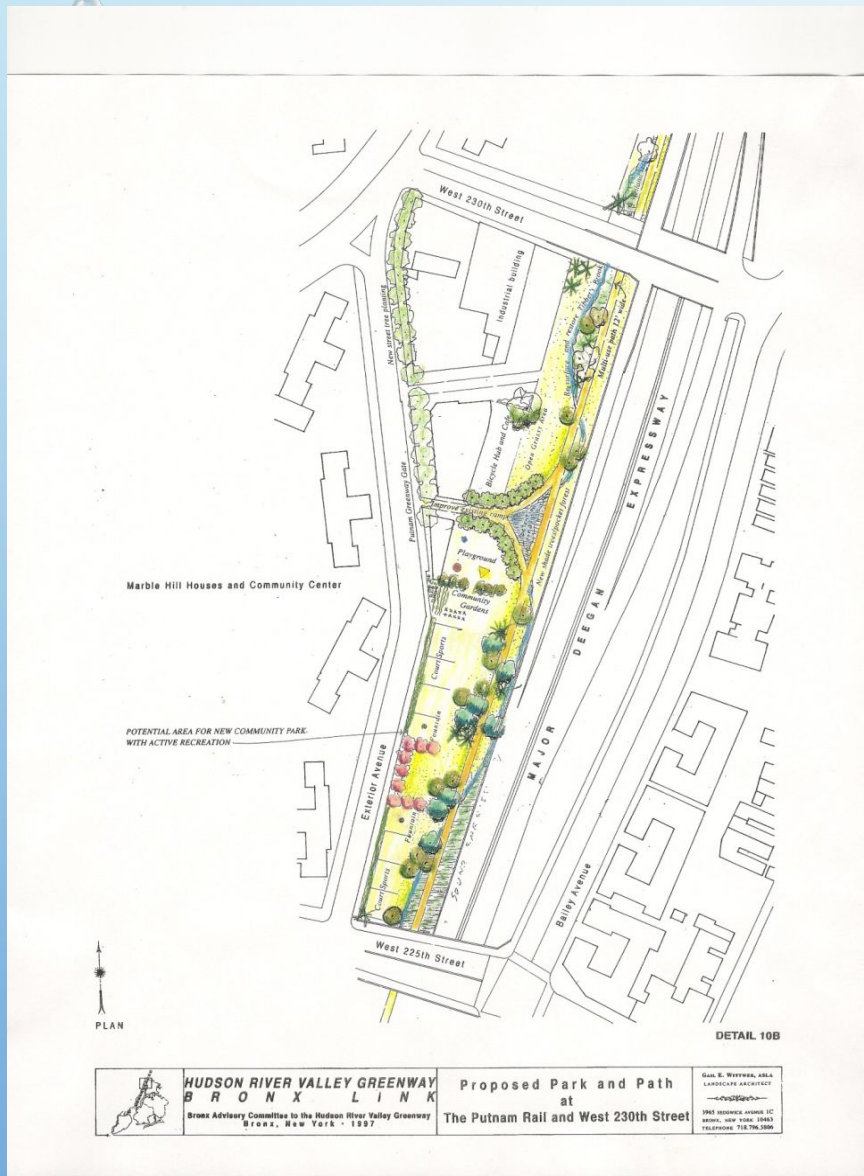 West 230th Street
New street tree planting
Industrial building
Multi-use path 12' wide
Bicycle Hub and Café
Open Grassy Area
Putnam Greenway Gate
Improve existing ramp
New shade trees/pocket forest
Playground
Community
Gardens
Marble Hill Houses and Community Center
Court Sports
MAJOR DEEGAN EXPRESSWAY
POTENTIAL AREA FOR NEW COMMUNITY PARK
WITH ACTIVE RECREATION
Fountain
Exterior Avenue
Fountain
Court Sports
Bailey Avenue
West 225th Street
PLAN
DETAIL 10B
HUDSON RIVER VALLEY GREENWAY
BRONX LINK
Bronx Advisory Committee to the Hudson River Valley Greenway
Bronx, New York · 1997
Proposed Park and Path
at
The Putnam Rail and West 230th Street
GAIL E. WITTWER, ASLA
LANDSCAPE ARCHITECT
3965 SEDGWICK AVENUE 1C
BRONX, NEW YORK 10463
TELEPHONE 718.796.3806